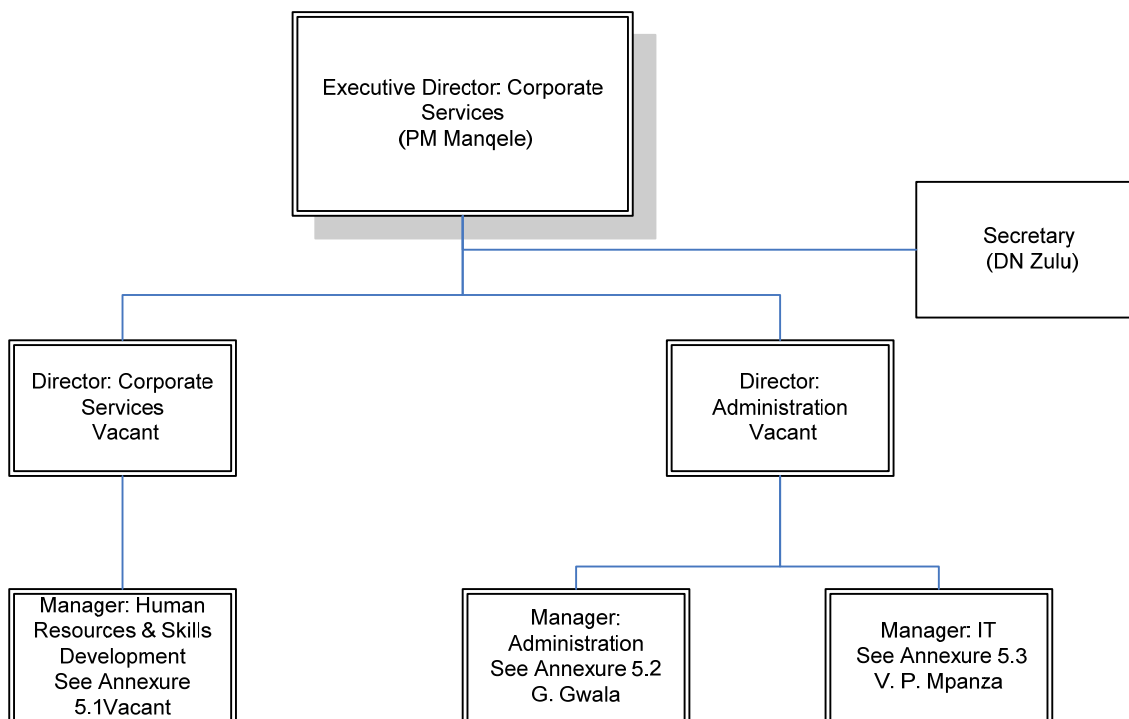 Executive Director: Corporate
Services
(PM Manqele)
Secretary
(DN Zulu)
Director: Corporate
Services
Vacant
Director:
Administration
Vacant
Manager: Human
Resources & Skills
Development
See Annexure
5.1Vacant
Manager:
Administration
See Annexure 5.2
G. Gwala
Manager: IT
See Annexure 5.3
V. P. Mpanza